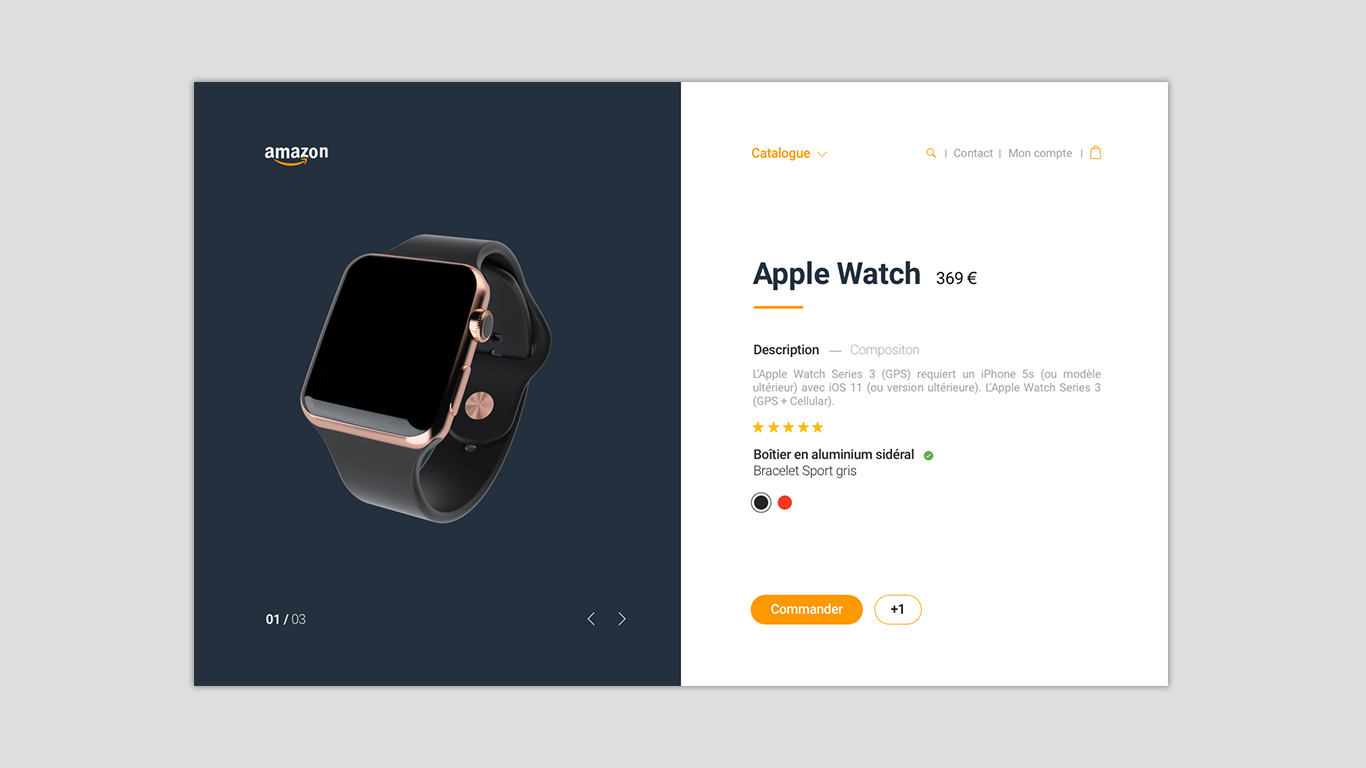 amazon
Catalogue
| Contact | Mon compte |
Apple Watch 369 €
Description — Compositon
L'Apple Watch Series 3 (GPS) requiert un iPhone 5s (ou modèle
ultérieur) avec iOS 11 (ou version ultérieure). L'Apple Watch Series 3
(GPS + Cellular).
Boîtier en aluminium sidéral
Bracelet Sport gris
01 / 03
Commander +1